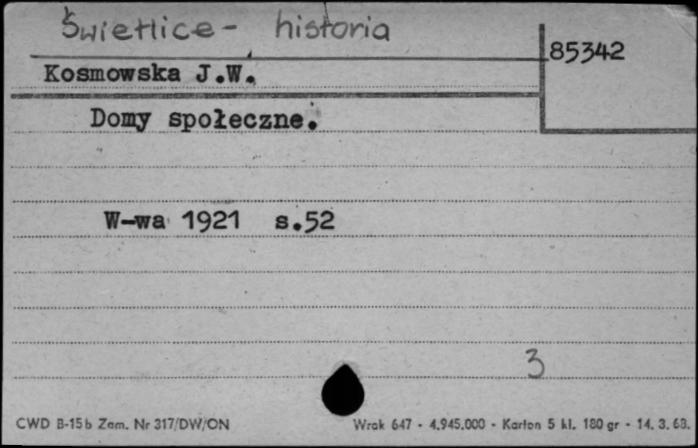 Świetlice - historia
85342
Kosmowska J.W.
Domy społeczne.
W-wa 1921 s.52
3
CWD B-15b Zam. Nr 317/DW/ON Wrak 647 - 4.945.000 - Karton 5 kl. 180 gr - 14. 3. 68.